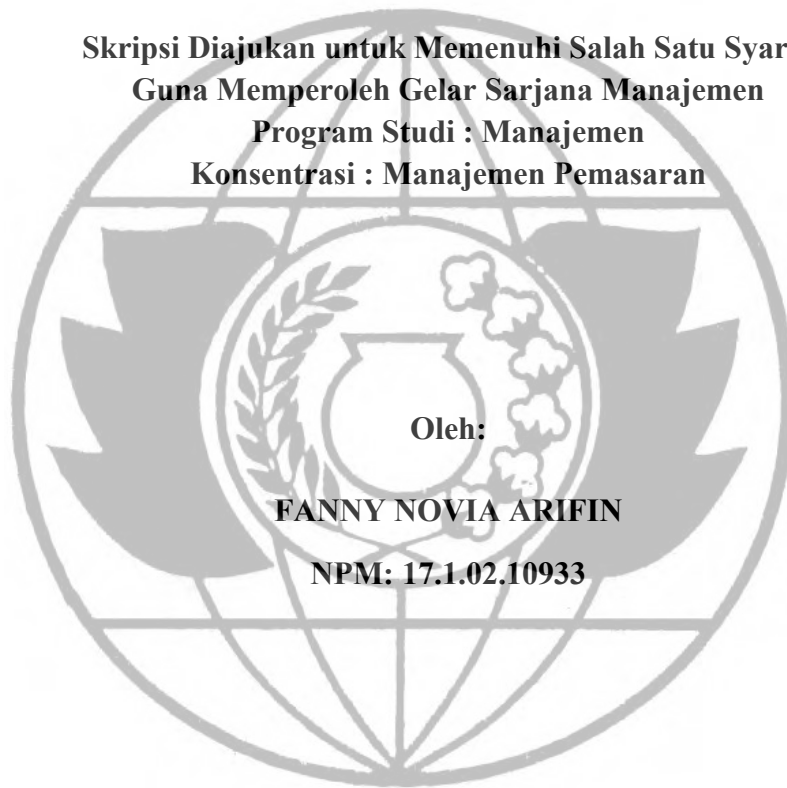 Skripsi Diajukan untuk Memenuhi Salah Satu Syar
Guna Memperoleh Gelar Sarjana Manajemen
Program Studi : Manajemen
Konsentrasi : Manajemen Pemasaran
Oleh:
FANNY NOVIA ARIFIN
NPM: 17.1.02.10933